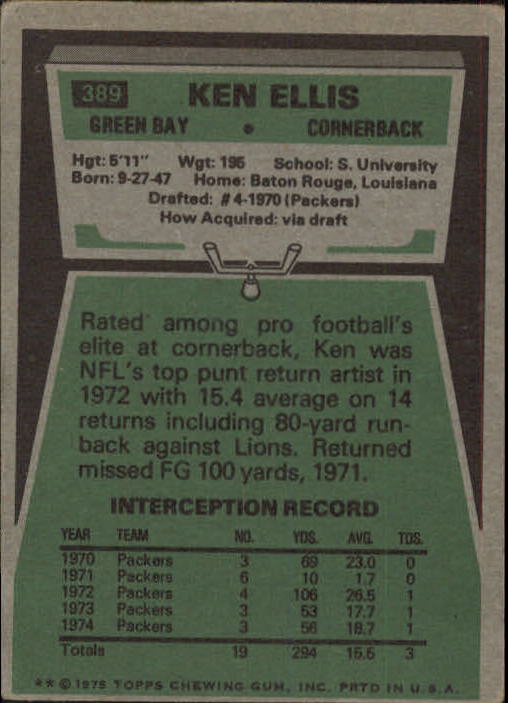 389 KEN ELLIS
GREEN BAY • CORNERBACK
Hgt: 5'11" Wgt: 195 School: S. University
Born: 9-27-47 Home: Baton Rouge, Louisiana
Drafted: #4-1970 (Packers)
How Acquired: via draft
Rated among pro football's
elite at cornerback, Ken was
NFL's top punt return artist in
1972 with 15.4 average on 14
returns including 80-yard run-
back against Lions. Returned
missed FG 100 yards, 1971.
INTERCEPTION RECORD
YEAR TEAM NO. YDS. AVG. TDS.
1970 Packers 3 69 23.0 0
1971 Packers 6 10 1.7 0
1972 Packers 4 106 26.5 1
1973 Packers 3 53 17.7 1
1974 Packers 3 56 18.7 1
Totals 19 294 15.5 3
** © 1975 TOPPS CHEWING GUM, INC. PRTD IN U.S.A.